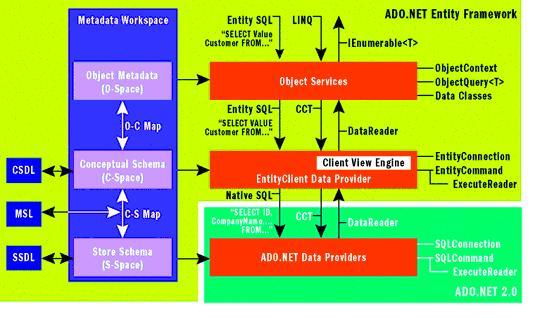 ADO.NET Entity Framework
Metadata Workspace
Entity SQL
LINQ
"SELECT Value
Customer FROM..."
IEnumerable<T>
Object Metadata
(O-Space)
Object Services
ObjectContext
ObjectQuery<T>
Data Classes
O-C Map
Entity SQL
"SELECT VALUE
Customer FROM..."
CCT
DataReader
CSDL
Conceptual Schema
(C-Space)
Client View Engine
EntityClient Data Provider
EntityConnection
EntityCommand
ExecuteReader
MSL
C-S Map
Native SQL
"SELECT ID,
CompanyName...
FROM..."
CCT
DataReader
SSDL
Store Schema
(S-Space)
ADO.NET Data Providers
SQLConnection
SQLCommand
ExecuteReader
ADO.NET 2.0